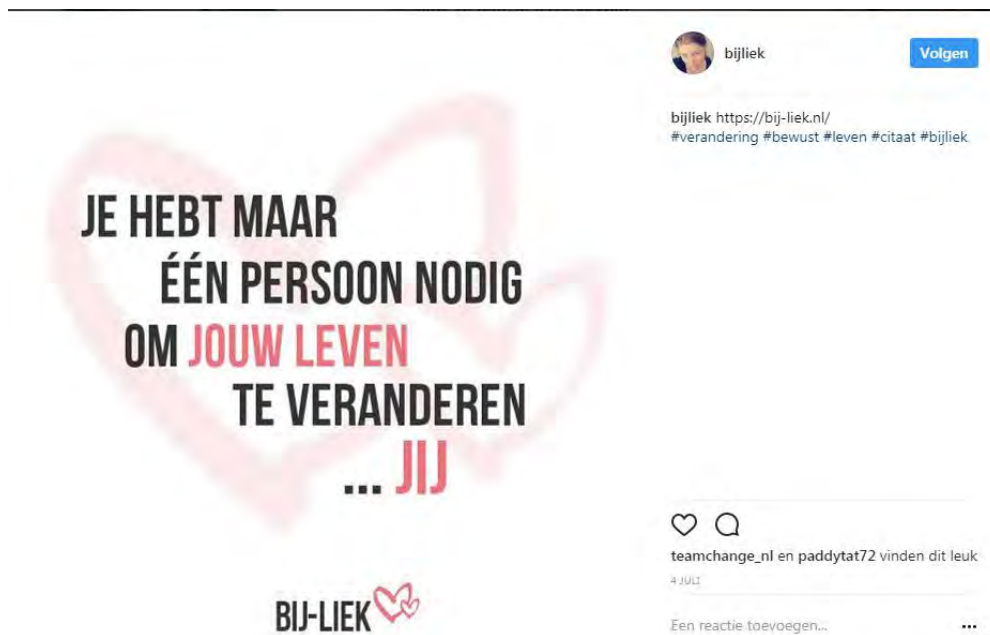 JE HEBT MAAR
ÉÉN PERSOON NODIG
OM JOUW LEVEN
TE VERANDEREN
... JIJ
BIJ-LIEK
bijliek
Volgen
bijliek https://bij-liek.nl/
#verandering #bewust #leven #citaat #bijliek
teamchange_nl en paddytat72 vinden dit leuk
4 JULI
Een reactie toevoegen...